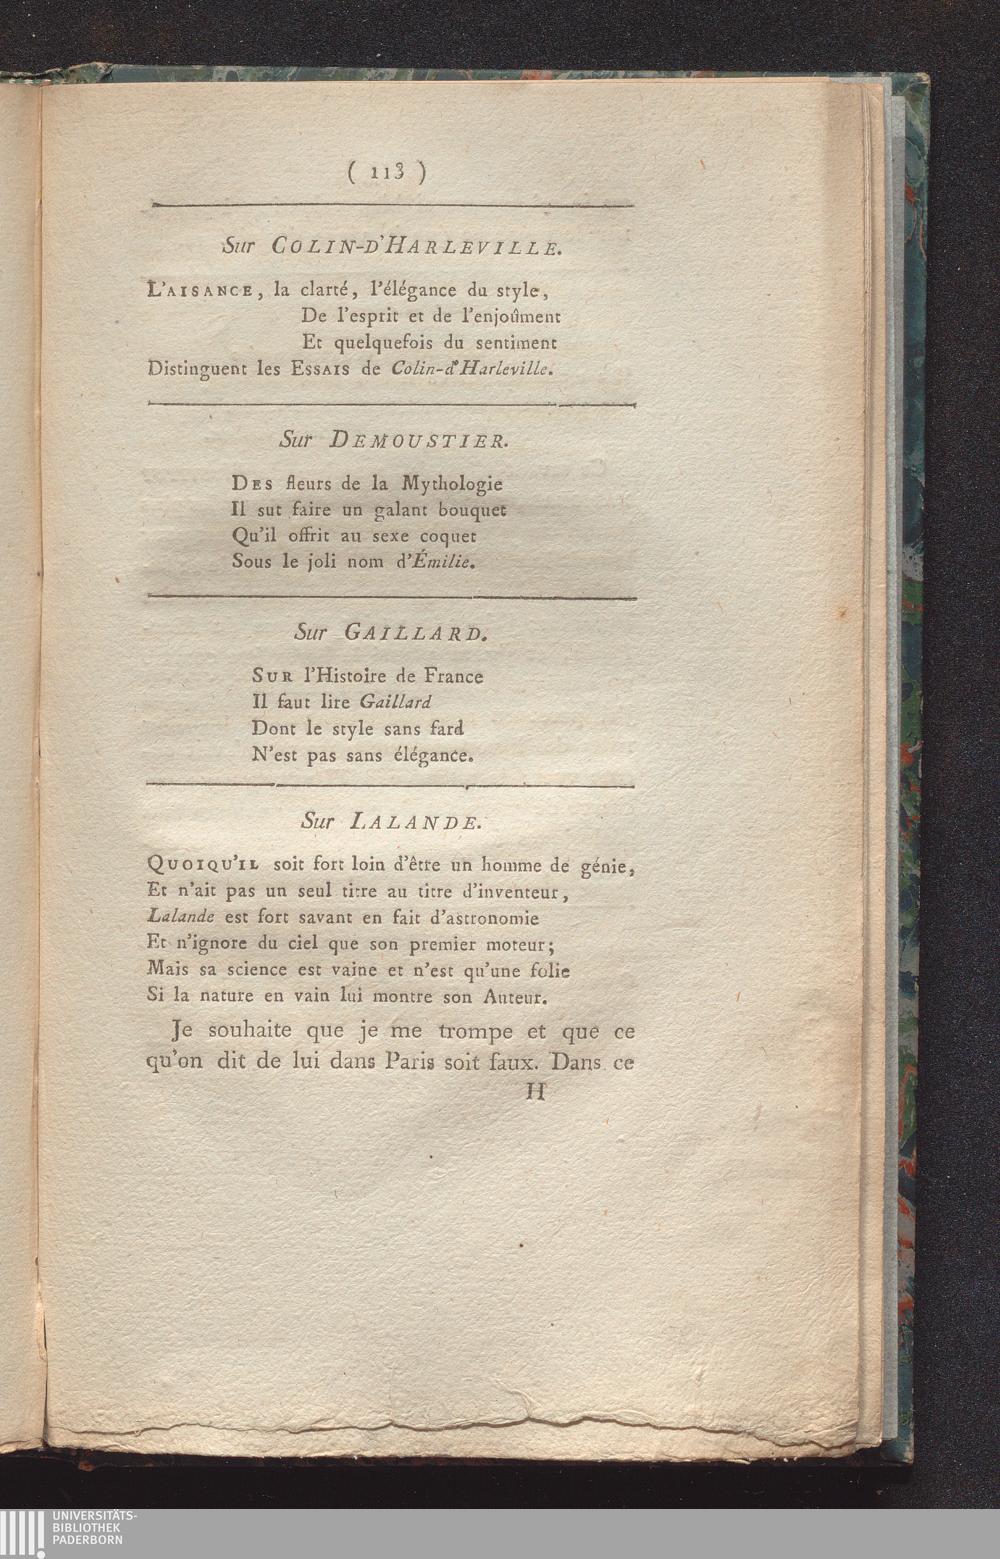 ( 113 )
Sur COLIN-D'HARLEVILLE.
L'AISANCE, la clarté, l'élégance du style,
De l'esprit et de l'enjoûment
Et quelquefois du sentiment
Distinguent les ESSAIS de Colin-d'Harleville.
Sur DEMOUSTIER.
DES fleurs de la Mythologie
Il sut faire un galant bouquet
Qu'il offrit au sexe coquet
Sous le joli nom d'Émilie.
Sur GAILLARD.
SUR l'Histoire de France
Il faut lire Gaillard
Dont le style sans fard
N'est pas sans élégance.
Sur LALANDE.
QUOIQU'IL soit fort loin d'être un homme de génie,
Et n'ait pas un seul titre au titre d'inventeur,
Lalande est fort savant en fait d'astronomie
Et n'ignore du ciel que son premier moteur;
Mais sa science est vaine et n'est qu'une folie
Si la nature en vain lui montre son Auteur.
Je souhaite que je me trompe et que ce
qu'on dit de lui dans Paris soit faux. Dans ce
H
UNIVERSITÄTS-
BIBLIOTHEK
PADERBORN